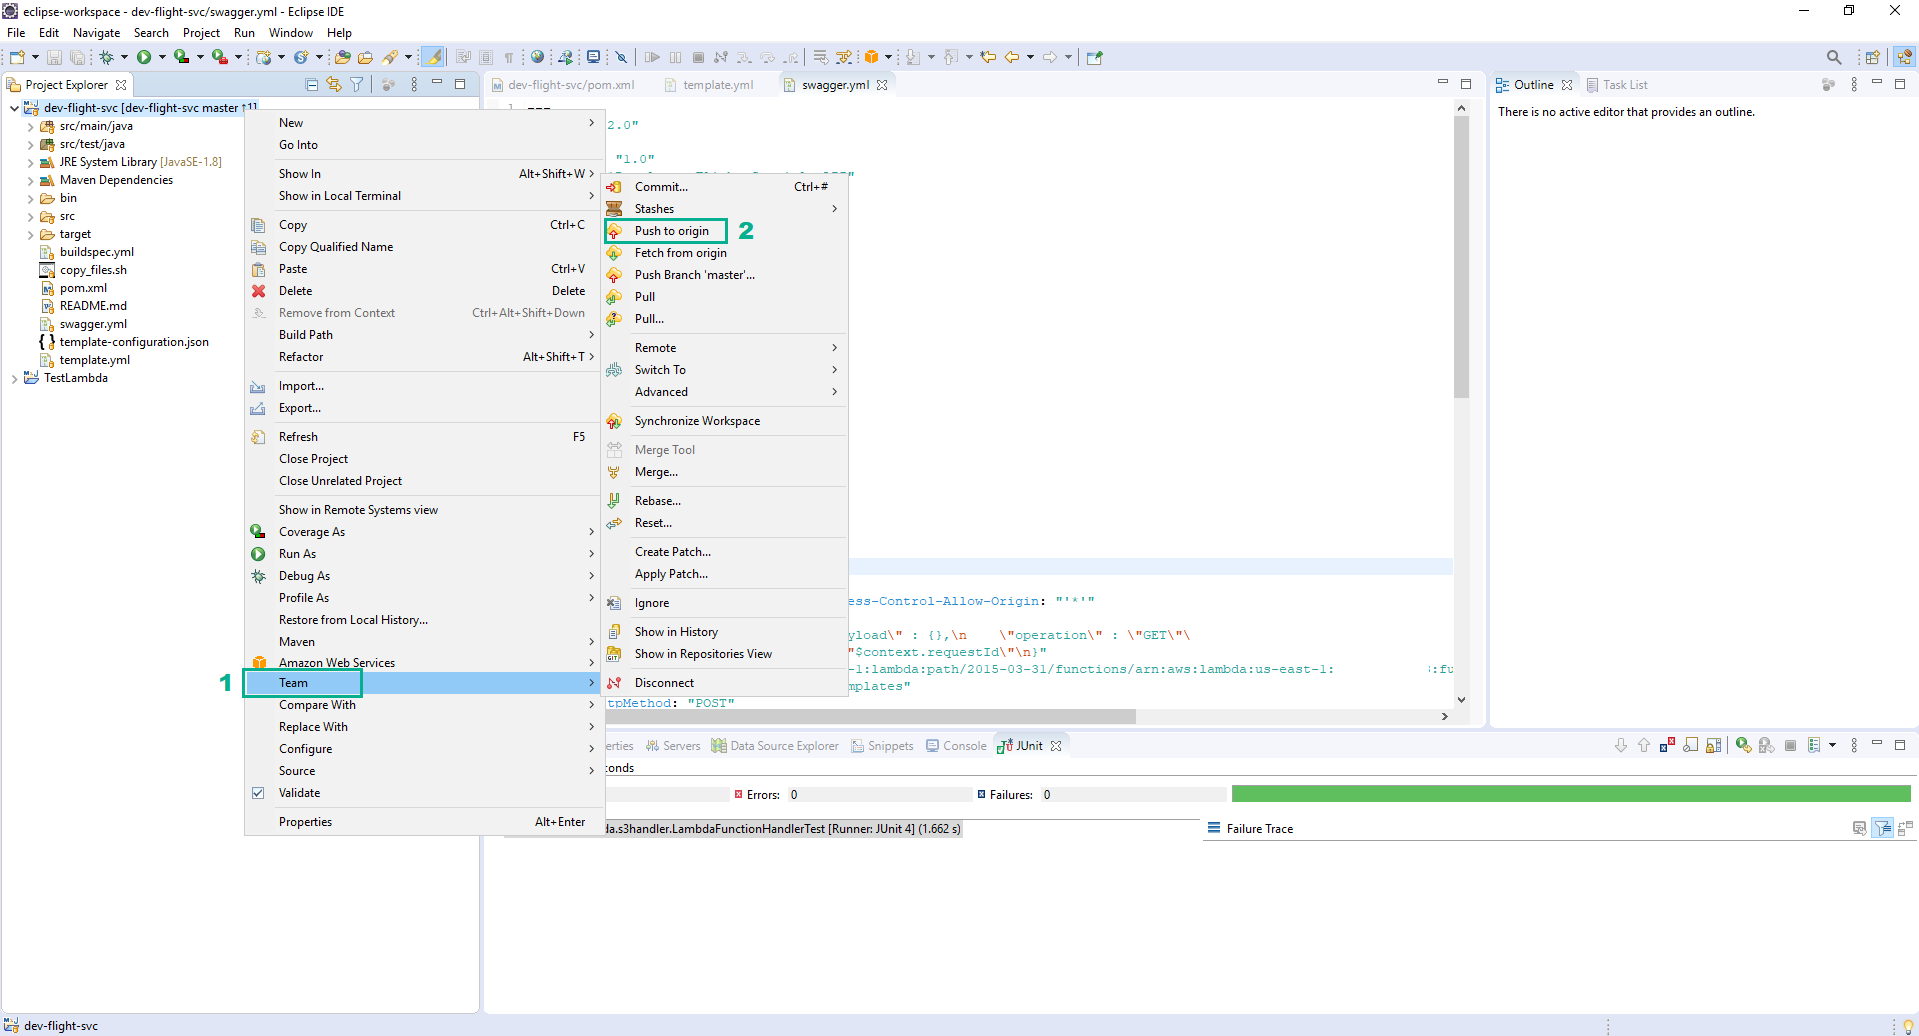 eclipse-workspace - dev-flight-svc/swagger.yml - Eclipse IDE
File Edit Navigate Search Project Run Window Help
Project Explorer
dev-flight-svc/pom.xml template.yml swagger.yml
Outline Task List
dev-flight-svc [dev-flight-svc master ↑1]
src/main/java
src/test/java
JRE System Library [JavaSE-1.8]
Maven Dependencies
bin
src
target
buildspec.yml
copy_files.sh
pom.xml
README.md
swagger.yml
template-configuration.json
template.yml
TestLambda
New
Go Into
Show In Alt+Shift+W
Show in Local Terminal
Copy Ctrl+C
Copy Qualified Name
Paste Ctrl+V
Delete Delete
Remove from Context Ctrl+Alt+Shift+Down
Build Path
Refactor Alt+Shift+T
Import...
Export...
Refresh F5
Close Project
Close Unrelated Project
Show in Remote Systems view
Coverage As
Run As
Debug As
Profile As
Restore from Local History...
Maven
Amazon Web Services
1 Team
Compare With
Replace With
Configure
Source
Validate
Properties Alt+Enter
Commit... Ctrl+#
Stashes
Push to origin 2
Fetch from origin
Push Branch 'master'...
Pull
Pull...
Remote
Switch To
Advanced
Synchronize Workspace
Merge Tool
Merge...
Rebase...
Reset...
Create Patch...
Apply Patch...
Ignore
Show in History
Show in Repositories View
Disconnect
1 ---
2.0"
"1.0"
ess-Control-Allow-Origin: "'*'"
yload\" : {},\n \"operation\" : \"GET\"\
"$context.requestId\"\n}"
-1:lambda:path/2015-03-31/functions/arn:aws:lambda:us-east-1: :fu
mplates"
tpMethod: "POST"
There is no active editor that provides an outline.
erties Servers Data Source Explorer Snippets Console JUnit
conds
Errors: 0 Failures: 0
da.s3handler.LambdaFunctionHandlerTest [Runner: JUnit 4] (1.662 s)
Failure Trace
dev-flight-svc